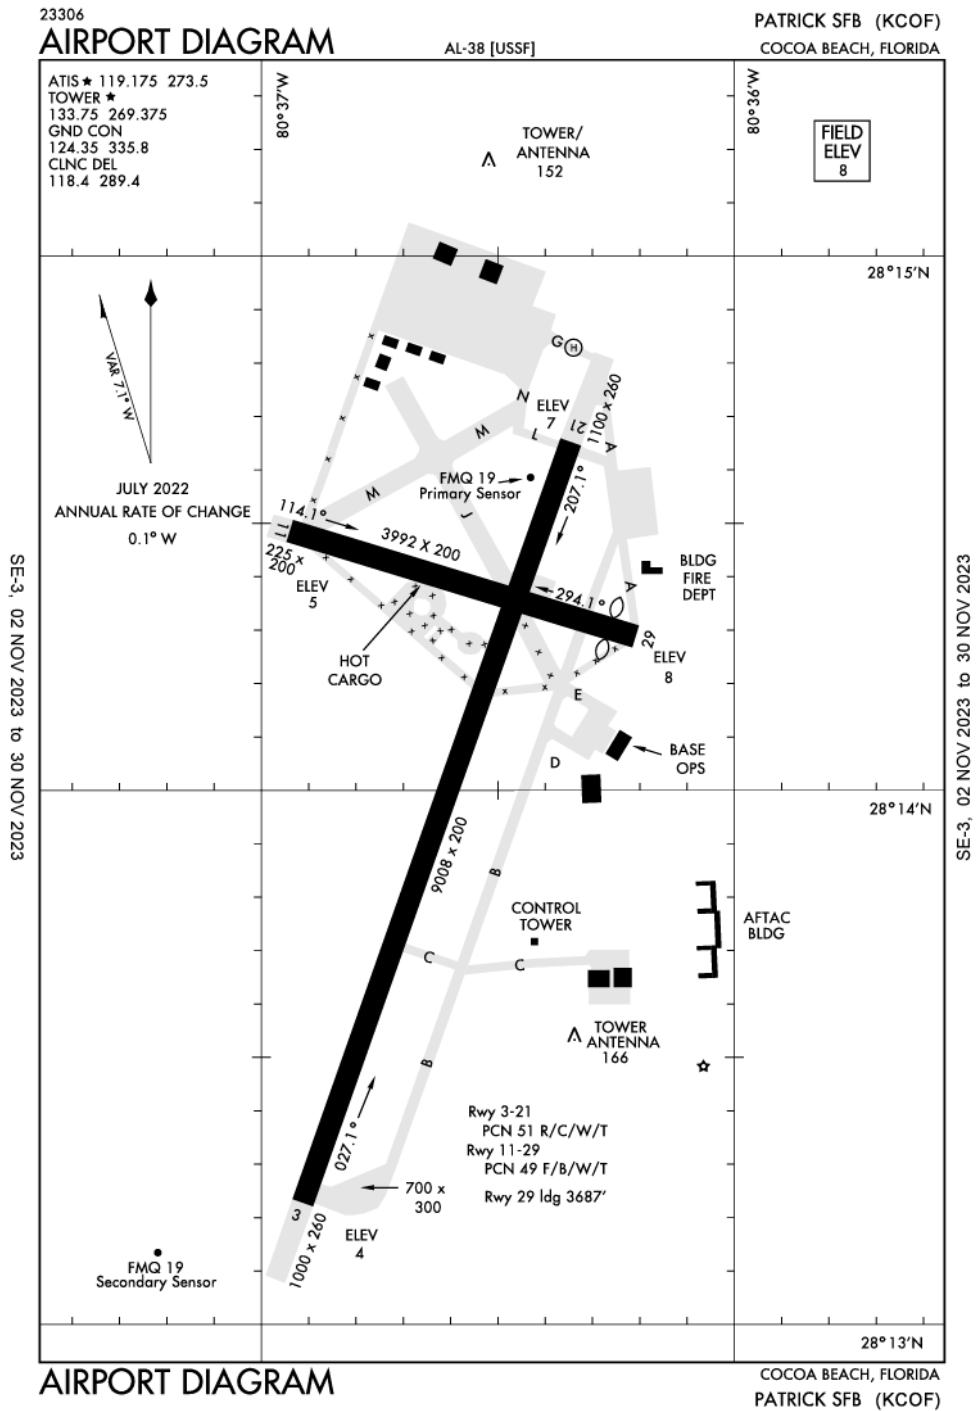 23306
AIRPORT DIAGRAM
AL-38 [USSF]
PATRICK SFB (KCOF)
COCOA BEACH, FLORIDA
ATIS ★ 119.175 273.5
TOWER ★
133.75 269.375
GND CON
124.35 335.8
CLNC DEL
118.4 289.4
80°37'W
80°36'W
TOWER/
ANTENNA
152
FIELD
ELEV
8
28°15'N
VAR 7.1° W
JULY 2022
ANNUAL RATE OF CHANGE
0.1° W
G
H
N
ELEV
7
21
1100 x 260
L
A
M
M
J
FMQ 19
Primary Sensor
207.1°
114.1°
11
3992 X 200
225 x
200
ELEV
5
HOT
CARGO
294.1°
A
BLDG
FIRE
DEPT
29
ELEV
8
E
D
BASE
OPS
28°14'N
9008 x 200
B
CONTROL
TOWER
AFTAC
BLDG
C
C
TOWER
ANTENNA
166
B
027.1°
Rwy 3-21
PCN 51 R/C/W/T
Rwy 11-29
PCN 49 F/B/W/T
Rwy 29 ldg 3687'
700 x
300
3
1000 x 260
ELEV
4
FMQ 19
Secondary Sensor
28°13'N
SE-3, 02 NOV 2023 to 30 NOV 2023
SE-3, 02 NOV 2023 to 30 NOV 2023
AIRPORT DIAGRAM
COCOA BEACH, FLORIDA
PATRICK SFB (KCOF)